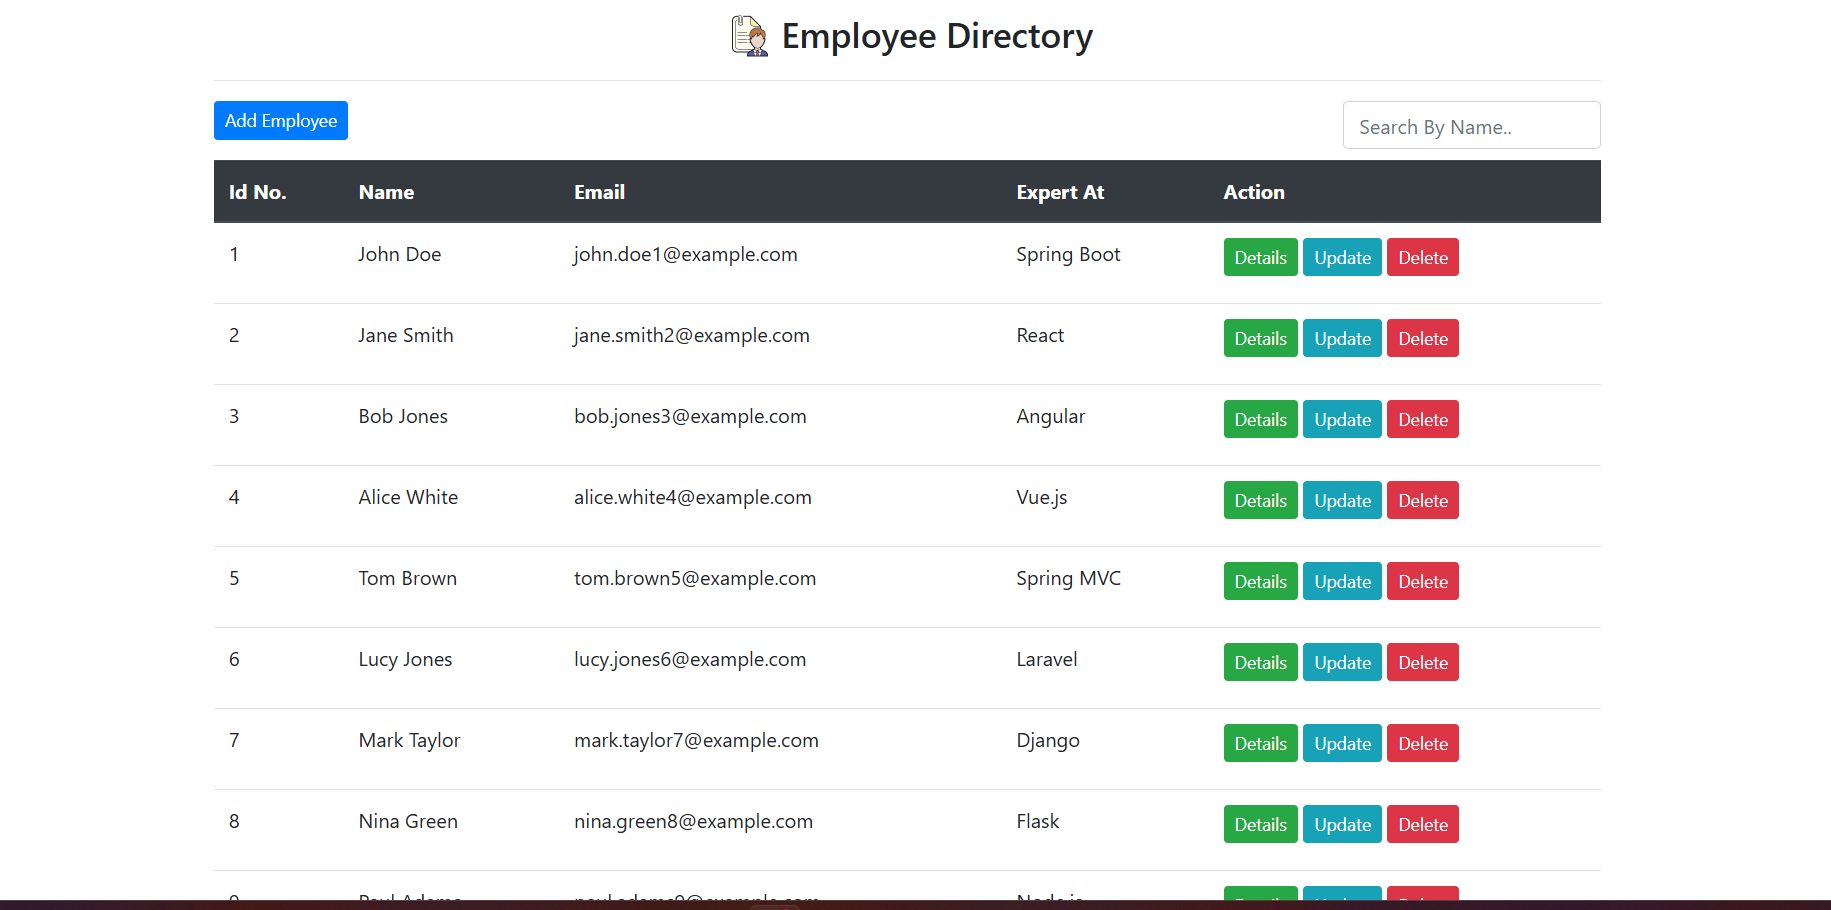 Employee Directory
Add Employee
Search By Name..
Id No. Name Email Expert At Action
1 John Doe john.doe1@example.com Spring Boot Details Update Delete
2 Jane Smith jane.smith2@example.com React Details Update Delete
3 Bob Jones bob.jones3@example.com Angular Details Update Delete
4 Alice White alice.white4@example.com Vue.js Details Update Delete
5 Tom Brown tom.brown5@example.com Spring MVC Details Update Delete
6 Lucy Jones lucy.jones6@example.com Laravel Details Update Delete
7 Mark Taylor mark.taylor7@example.com Django Details Update Delete
8 Nina Green nina.green8@example.com Flask Details Update Delete